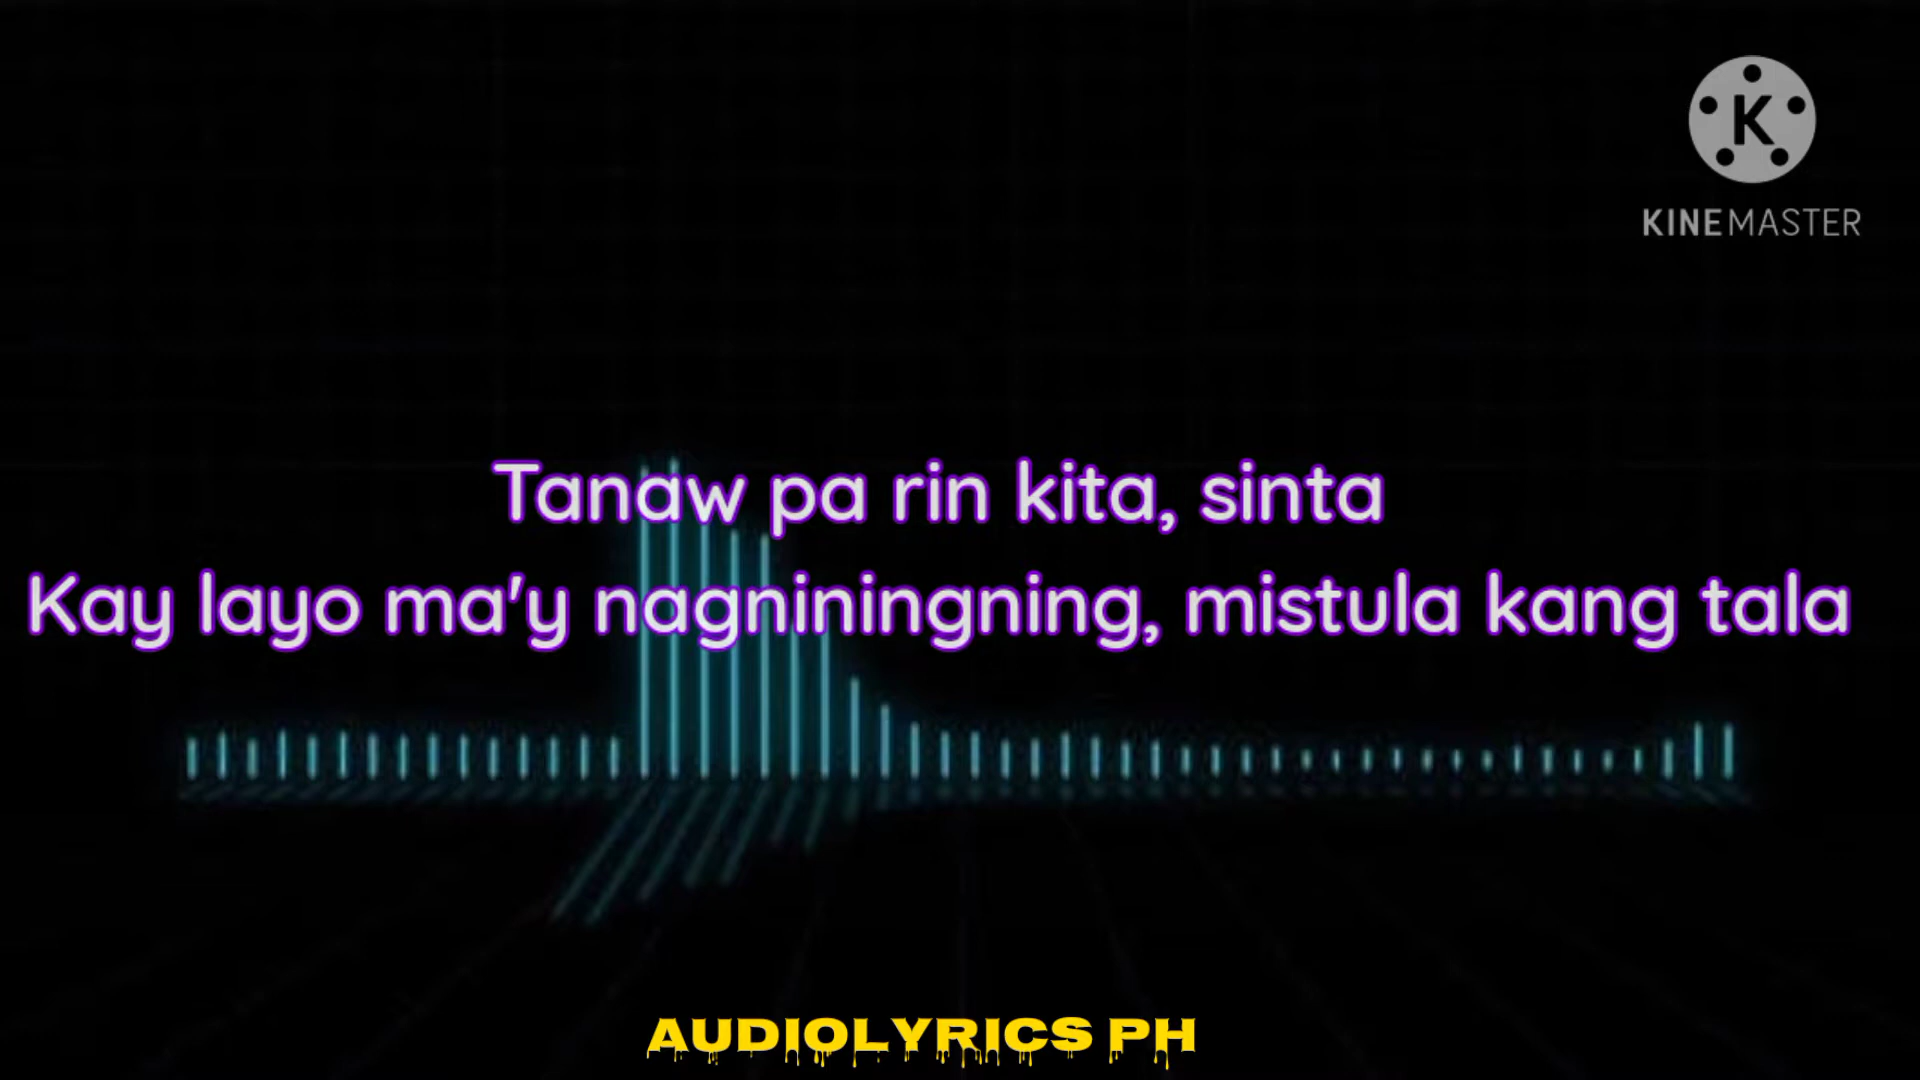 K
KINEMASTER
Tanaw pa rin kita, sinta
Kay layo ma'y nagniningning, mistula kang tala
AUDIOLYRICS PH